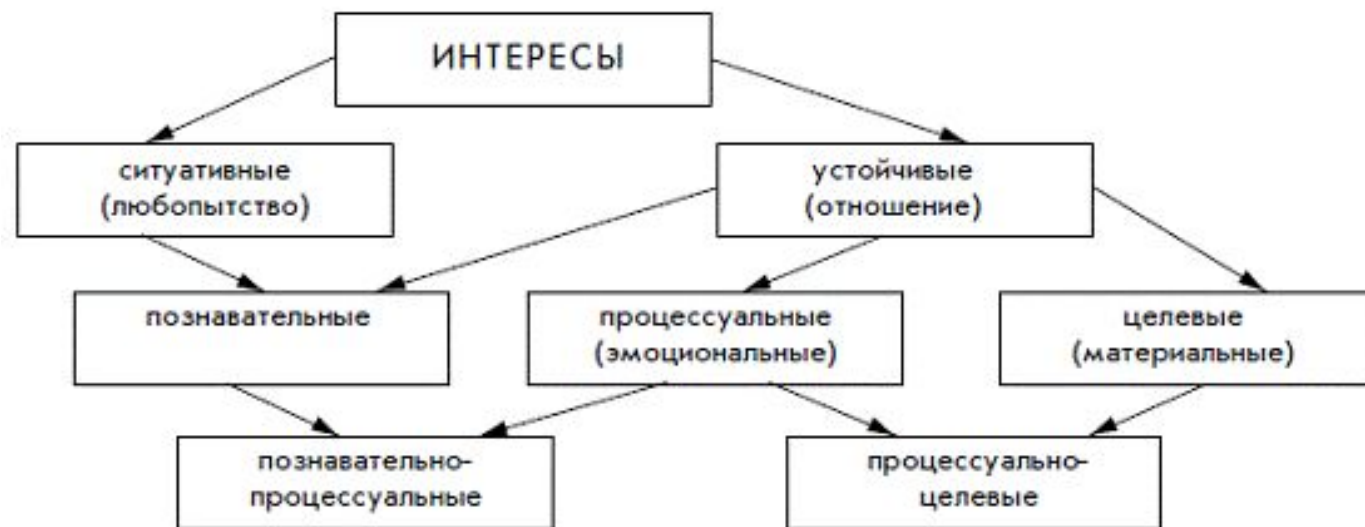 ИНТЕРЕСЫ
ситуативные
(любопытство)
устойчивые
(отношение)
познавательные
процессуальные
(эмоциональные)
целевые
(материальные)
познавательно-
процессуальные
процессуально-
целевые